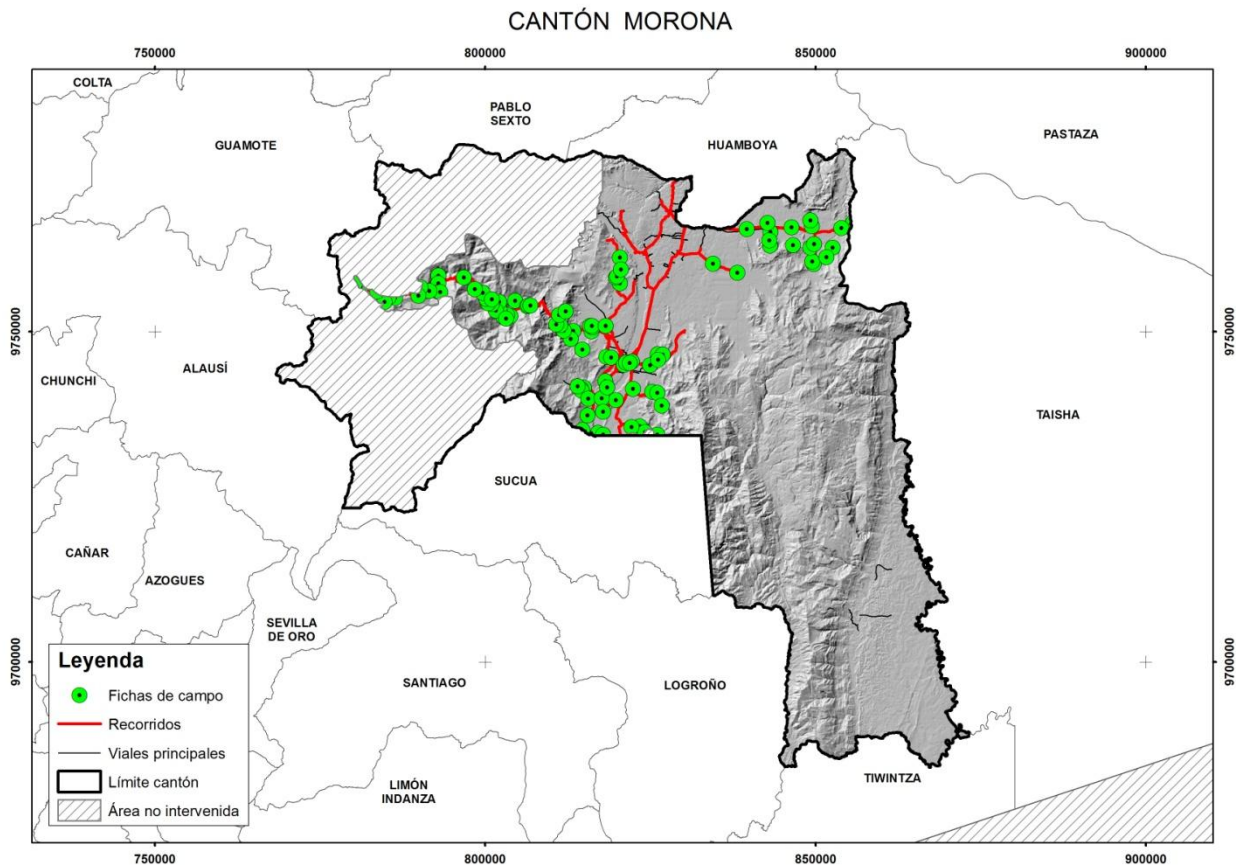 CANTÓN MORONA
750000
800000
850000
900000
COLTA
PABLO
SEXTO
GUAMOTE
HUAMBOYA
PASTAZA
9750000
9750000
ALAUSÍ
CHUNCHI
TAISHA
SUCUA
CAÑAR
AZOGUES
SEVILLA
DE ORO
9700000
9700000
SANTIAGO
LOGROÑO
TIWINTZA
LIMÓN
INDANZA
Leyenda
Fichas de campo
Recorridos
Viales principales
Límite cantón
Área no intervenida
750000
800000
850000
900000